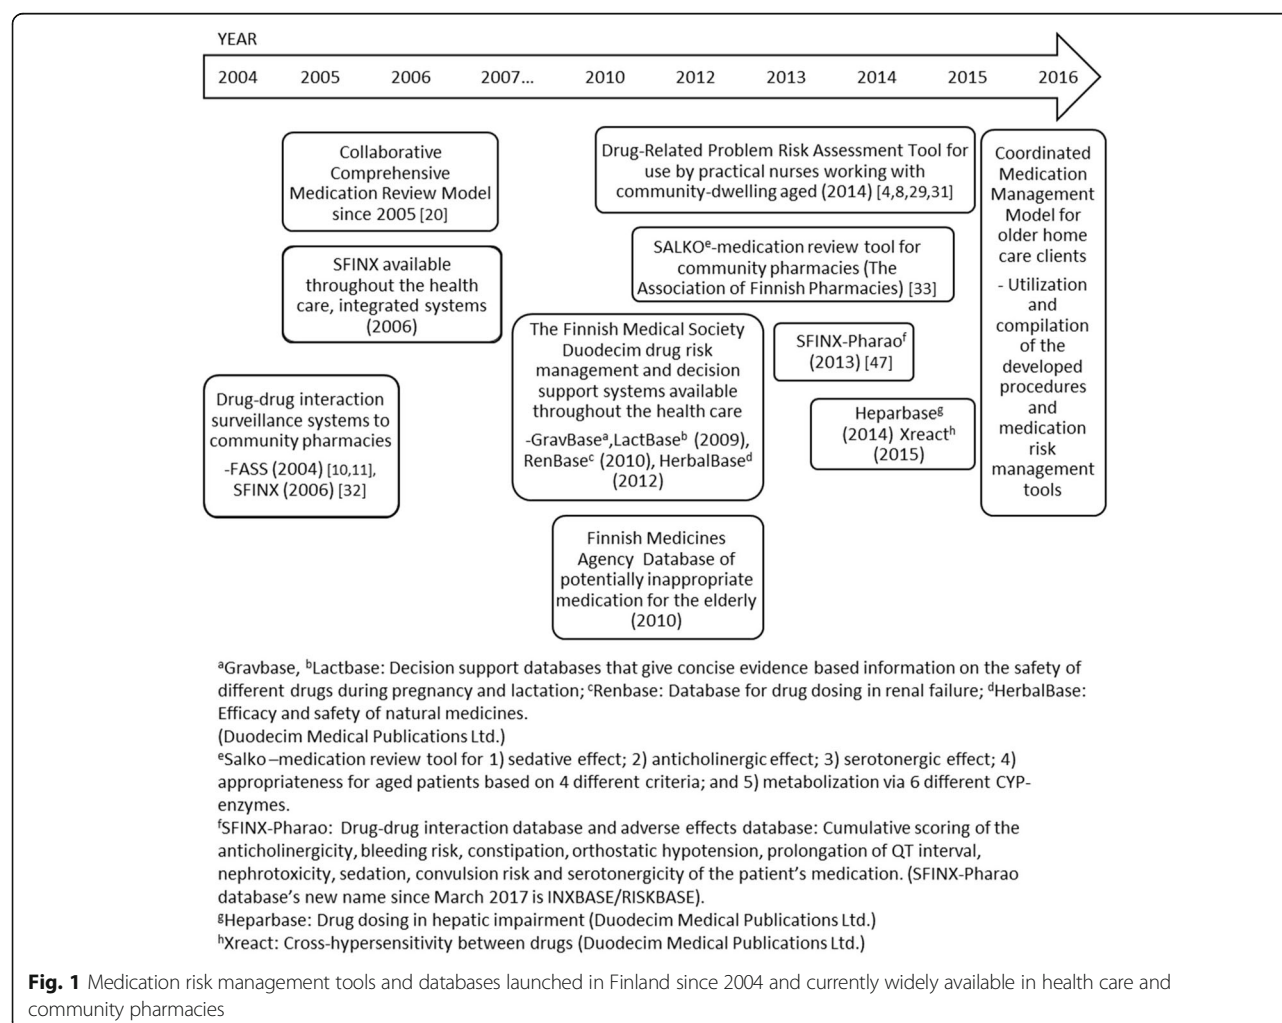 YEAR
2004 2005 2006 2007... 2010 2012 2013 2014 2015 2016
Collaborative
Comprehensive
Medication Review Model
since 2005 [20]
SFINX available
throughout the health
care, integrated systems
(2006)
Drug-drug interaction
surveillance systems to
community pharmacies
-FASS (2004) [10,11],
SFINX (2006) [32]
Drug-Related Problem Risk Assessment Tool for
use by practical nurses working with
community-dwelling aged (2014) [4,8,29,31]
SALKOᵉ-medication review tool for
community pharmacies (The
Association of Finnish Pharmacies) [33]
The Finnish Medical Society
Duodecim drug risk
management and decision
support systems available
throughout the health care
-GravBaseᵃ,LactBaseᵇ (2009),
RenBaseᶜ (2010), HerbalBaseᵈ
(2012)
SFINX-Pharaoᶠ
(2013) [47]
Heparbaseᵍ
(2014) Xreactʰ
(2015)
Finnish Medicines
Agency Database of
potentially inappropriate
medication for the elderly
(2010)
Coordinated
Medication
Management
Model for
older home
care clients
- Utilization
and
compilation
of the
developed
procedures
and
medication
risk
management
tools
ᵃGravbase, ᵇLactbase: Decision support databases that give concise evidence based information on the safety of
different drugs during pregnancy and lactation; ᶜRenbase: Database for drug dosing in renal failure; ᵈHerbalBase:
Efficacy and safety of natural medicines.
(Duodecim Medical Publications Ltd.)
ᵉSalko –medication review tool for 1) sedative effect; 2) anticholinergic effect; 3) serotonergic effect; 4)
appropriateness for aged patients based on 4 different criteria; and 5) metabolization via 6 different CYP-
enzymes.
ᶠSFINX-Pharao: Drug-drug interaction database and adverse effects database: Cumulative scoring of the
anticholinergicity, bleeding risk, constipation, orthostatic hypotension, prolongation of QT interval,
nephrotoxicity, sedation, convulsion risk and serotonergicity of the patient's medication. (SFINX-Pharao
database's new name since March 2017 is INXBASE/RISKBASE).
ᵍHeparbase: Drug dosing in hepatic impairment (Duodecim Medical Publications Ltd.)
ʰXreact: Cross-hypersensitivity between drugs (Duodecim Medical Publications Ltd.)
Fig. 1 Medication risk management tools and databases launched in Finland since 2004 and currently widely available in health care and
community pharmacies